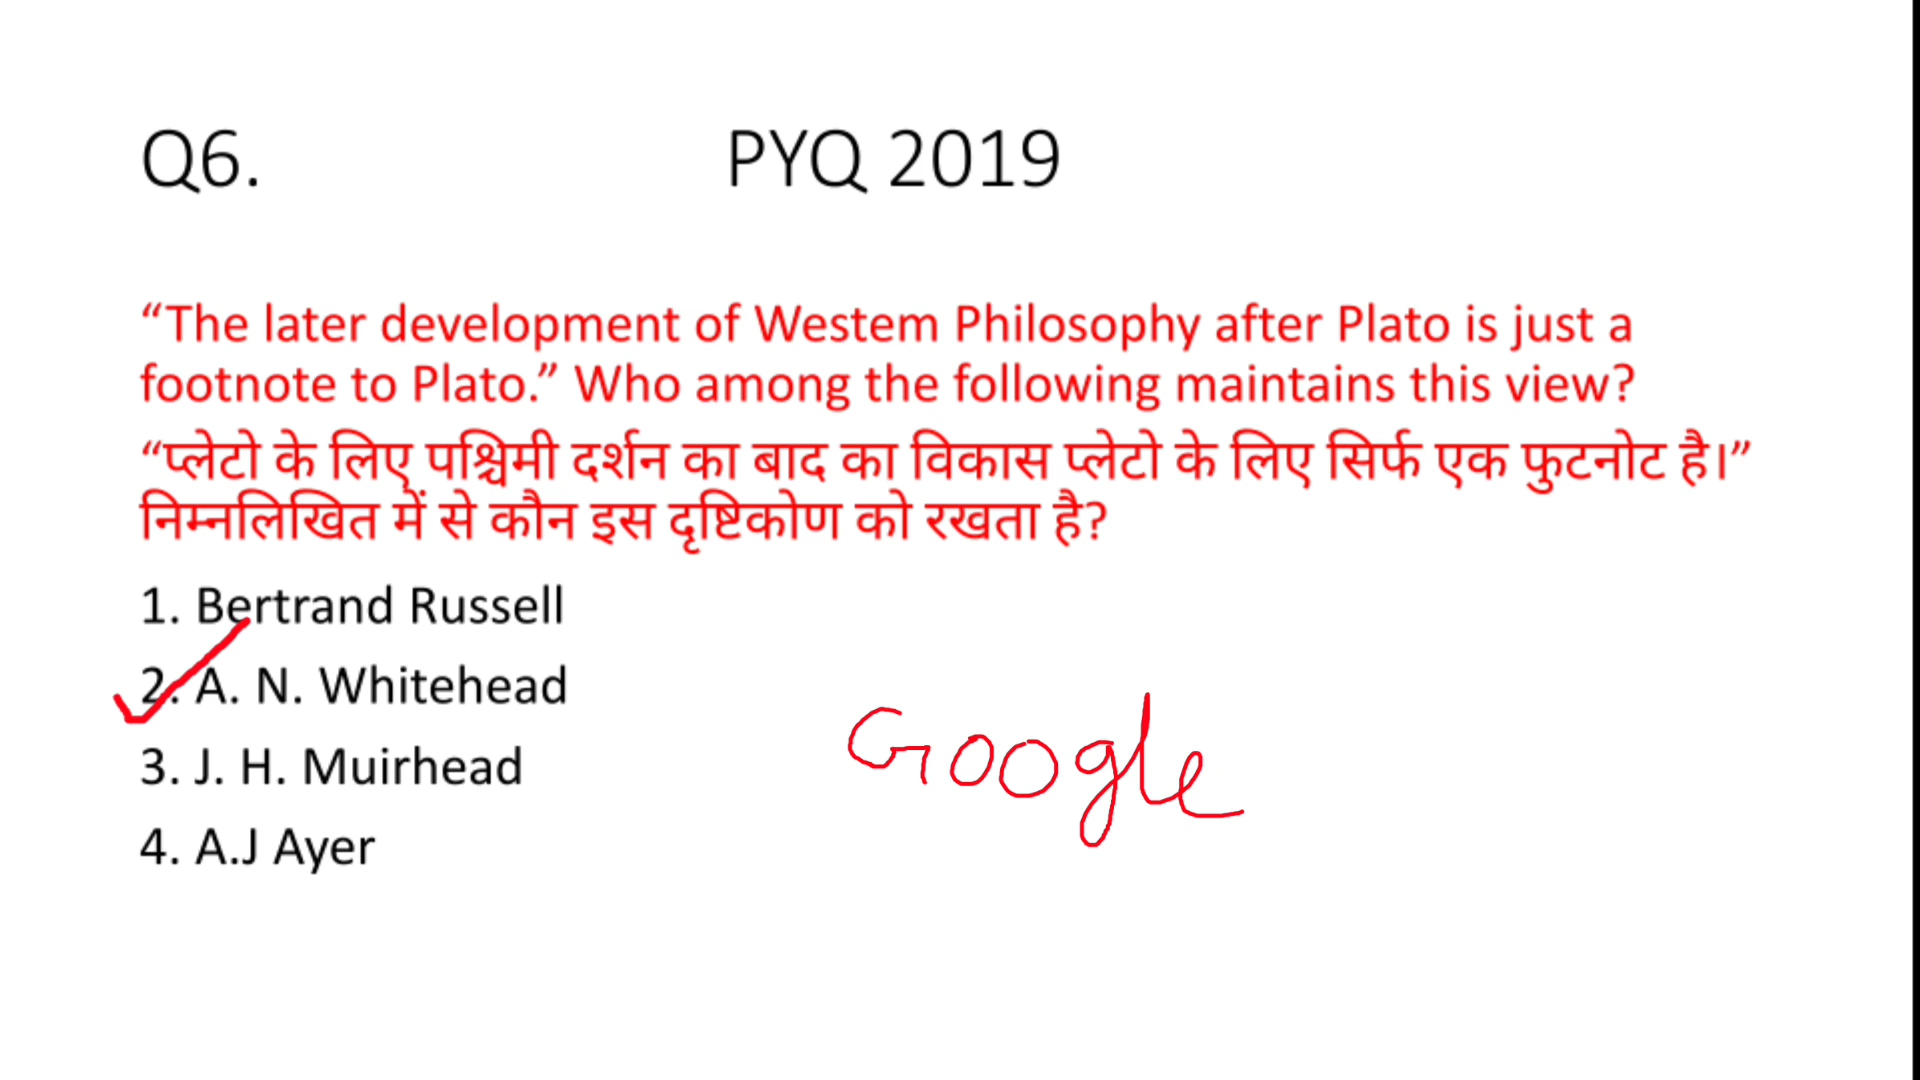 Q6. PYQ 2019
“The later development of Westem Philosophy after Plato is just a
footnote to Plato.” Who among the following maintains this view?
“प्लेटो के लिए पश्चिमी दर्शन का बाद का विकास प्लेटो के लिए सिर्फ एक फुटनोट है।”
निम्नलिखित में से कौन इस दृष्टिकोण को रखता है?
1. Bertrand Russell
2. A. N. Whitehead
3. J. H. Muirhead
Google
4. A.J Ayer